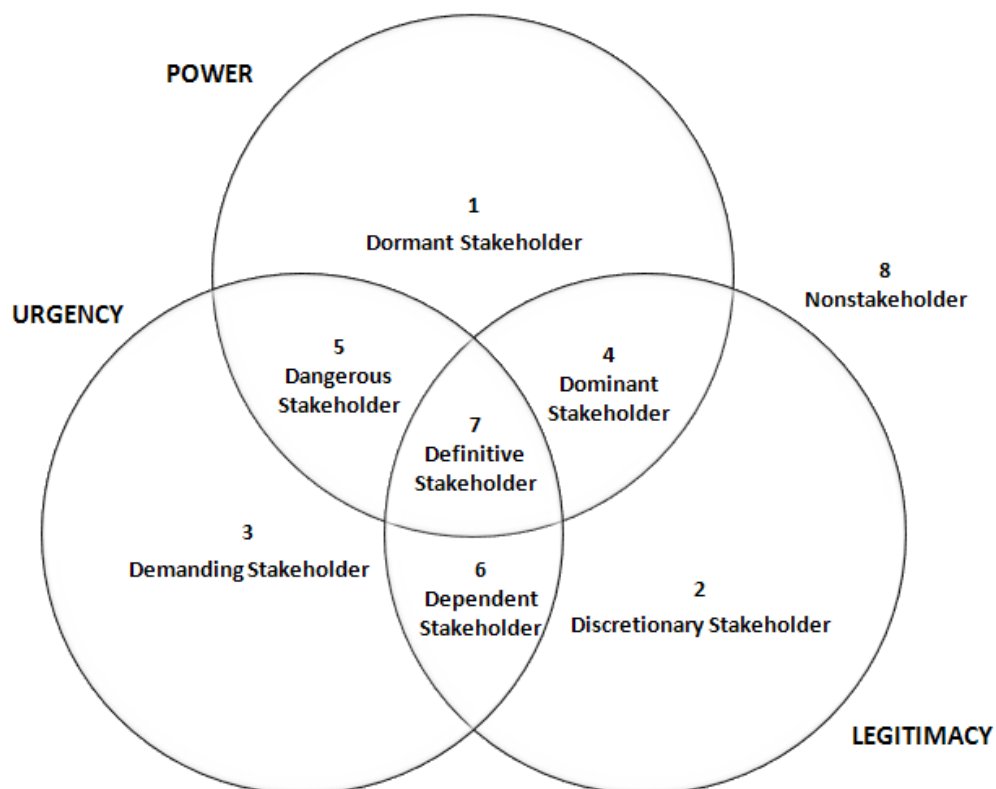 POWER
1
Dormant Stakeholder
8
Nonstakeholder
URGENCY
5
Dangerous
Stakeholder
4
Dominant
Stakeholder
7
Definitive
Stakeholder
3
Demanding Stakeholder
6
Dependent
Stakeholder
2
Discretionary Stakeholder
LEGITIMACY